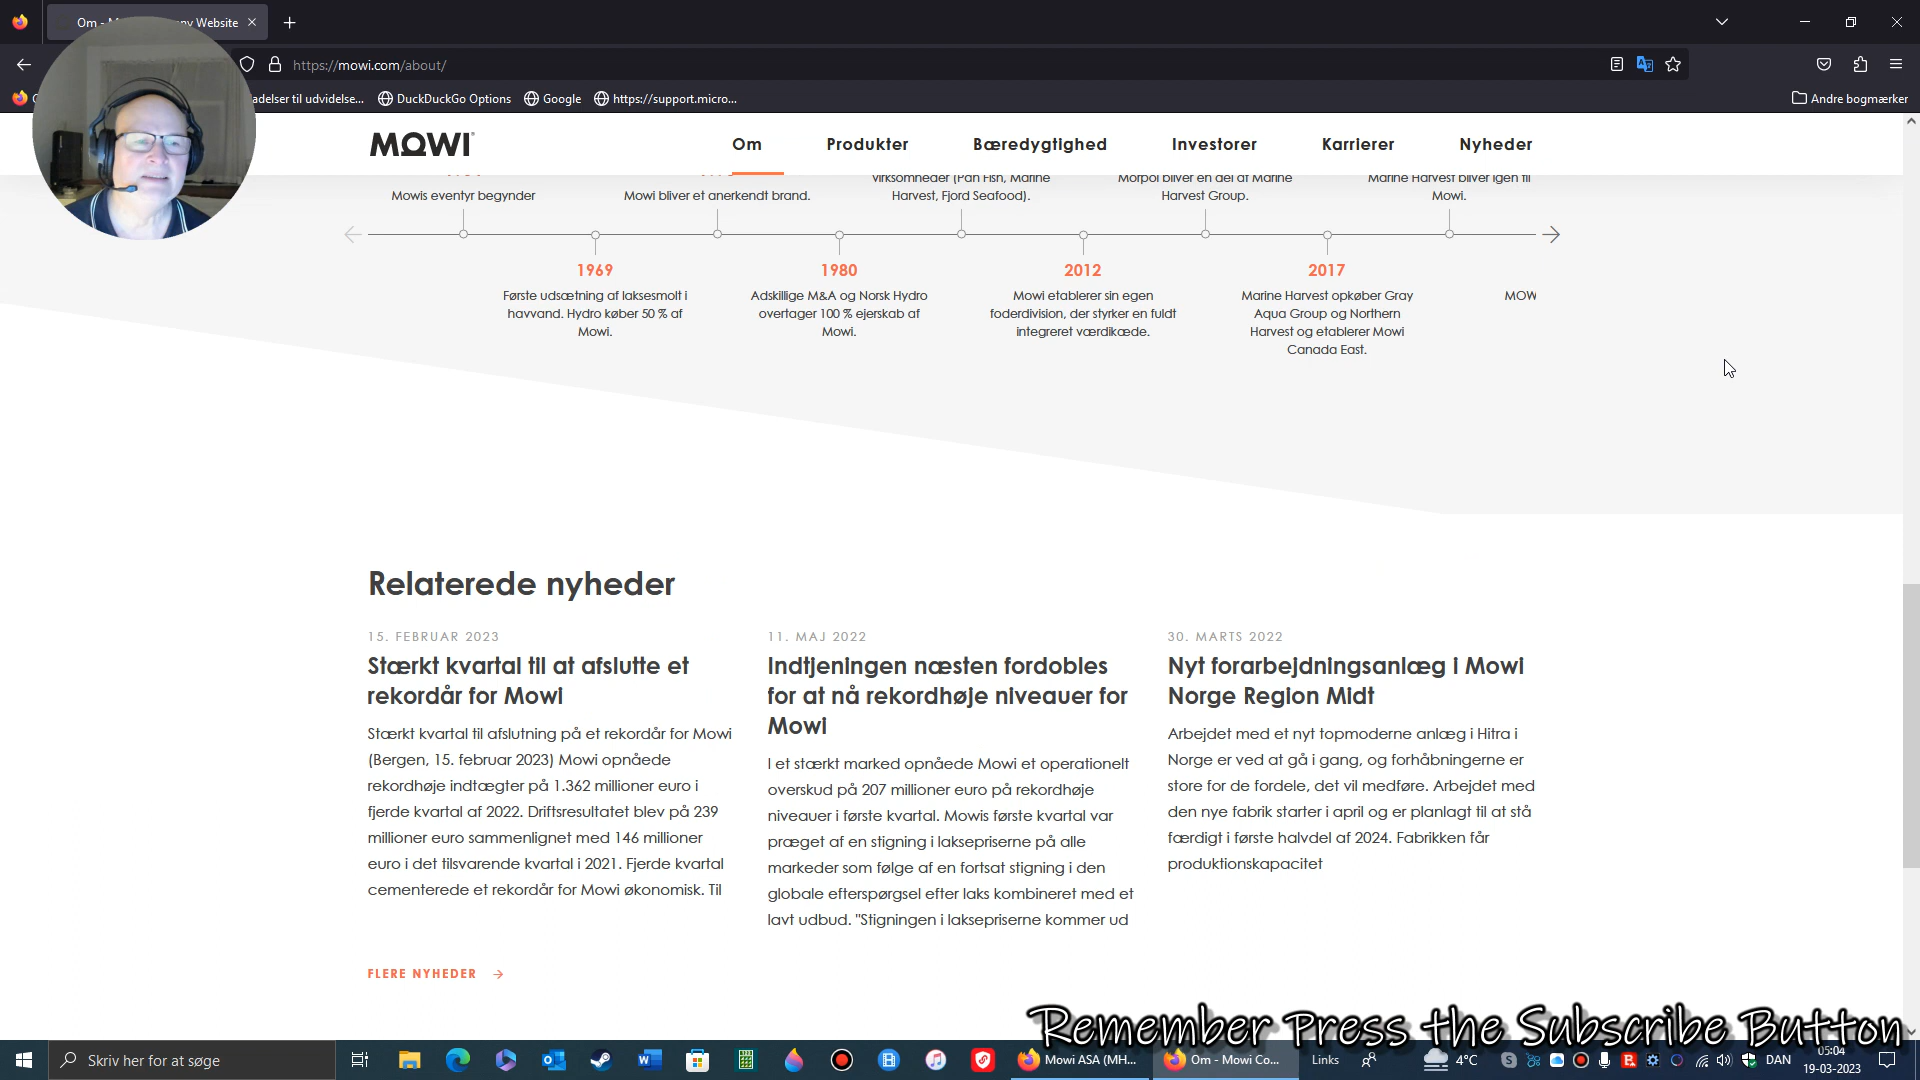 Website
https://mowi.com/about/
adelser til udvidelse...
DuckDuckGo Options
Google
https://support.micro...
Andre bogmærker
MOWI
Om
Produkter
Bæredygtighed
Investorer
Karrierer
Nyheder
Mowis eventyr begynder
Mowi bliver et anerkendt brand.
virksomheder (Pan Fish, Marine
Harvest, Fjord Seafood).
Morpol bliver en del af Marine
Harvest Group.
Marine Harvest bliver igen til
Mowi.
1969
Første udsætning af laksesmolt i
havvand. Hydro køber 50 % af
Mowi.
1980
Adskillige M&A og Norsk Hydro
overtager 100 % ejerskab af
Mowi.
2012
Mowi etablerer sin egen
foderdivision, der styrker en fuldt
integreret værdikæde.
2017
Marine Harvest opkøber Gray
Aqua Group og Northern
Harvest og etablerer Mowi
Canada East.
MOW
Relaterede nyheder
15. FEBRUAR 2023
Stærkt kvartal til at afslutte et
rekordår for Mowi
Stærkt kvartal til afslutning på et rekordår for Mowi
(Bergen, 15. februar 2023) Mowi opnåede
rekordhøje indtægter på 1.362 millioner euro i
fjerde kvartal af 2022. Driftsresultatet blev på 239
millioner euro sammenlignet med 146 millioner
euro i det tilsvarende kvartal i 2021. Fjerde kvartal
cementerede et rekordår for Mowi økonomisk. Til
11. MAJ 2022
Indtjeningen næsten fordobles
for at nå rekordhøje niveauer for
Mowi
I et stærkt marked opnåede Mowi et operationelt
overskud på 207 millioner euro på rekordhøje
niveauer i første kvartal. Mowis første kvartal var
præget af en stigning i laksepriserne på alle
markeder som følge af en fortsat stigning i den
globale efterspørgsel efter laks kombineret med et
lavt udbud. "Stigningen i laksepriserne kommer ud
30. MARTS 2022
Nyt forarbejdningsanlæg i Mowi
Norge Region Midt
Arbejdet med et nyt topmoderne anlæg i Hitra i
Norge er ved at gå i gang, og forhåbningerne er
store for de fordele, det vil medføre. Arbejdet med
den nye fabrik starter i april og er planlagt til at stå
færdigt i første halvdel af 2024. Fabrikken får
produktionskapacitet
FLERE NYHEDER
Remember Press the Subscribe Button
Skriv her for at søge
Mowi ASA (MH...
Om - Mowi Co...
Links
4°C
DAN
05:04
19-03-2023